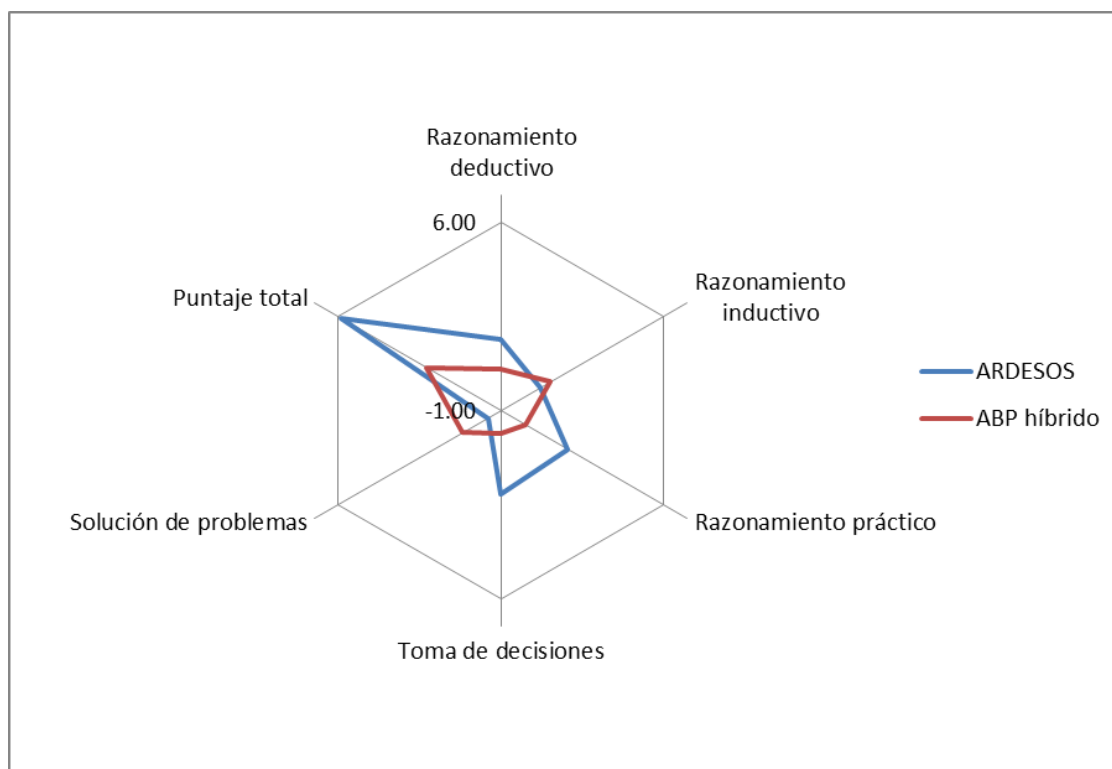 Razonamiento
deductivo
6.00
Razonamiento
inductivo
Puntaje total
ARDESOS
-1.00
ABP híbrido
Solución de problemas
Razonamiento práctico
Toma de decisiones